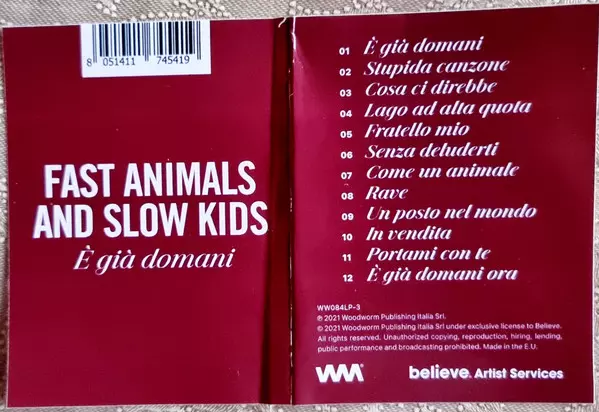 8 051411 745419
FAST ANIMALS
AND SLOW KIDS
È già domani
01 È già domani
02 Stupida canzone
03 Cosa ci direbbe
04 Lago ad alta quota
05 Fratello mio
06 Senza deluderti
07 Come un animale
08 Rave
09 Un posto nel mondo
10 In vendita
11 Portami con te
12 È già domani ora
WW084LP-3
℗ 2021 Woodworm Publishing Italia Srl.
© 2021 Woodworm Publishing Italia Srl under exclusive license to Believe.
All rights reserved. Unauthorized copying, reproduction, hiring, lending,
public performance and broadcasting prohibited. Made in the E.U.
WM believe. Artist Services